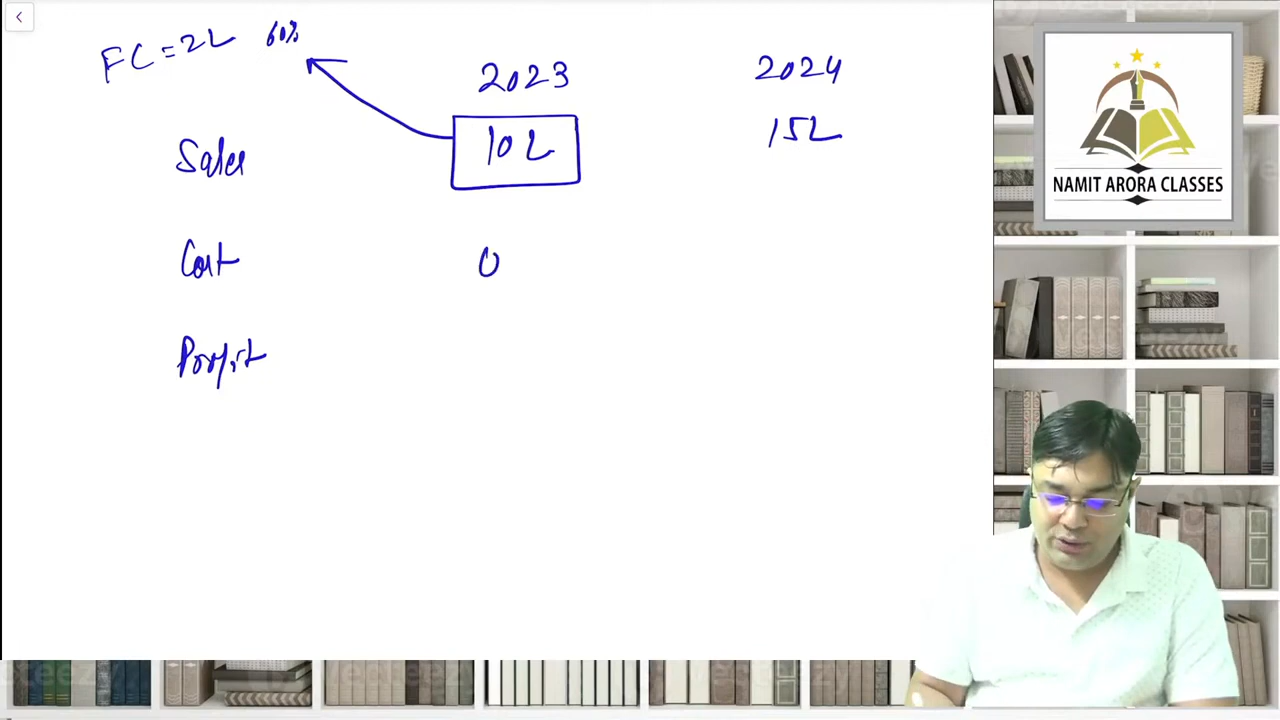 FC = 2L 60%
2023 2024
Sales 10L 15L
Cost 0
Profit
NAMIT ARORA CLASSES